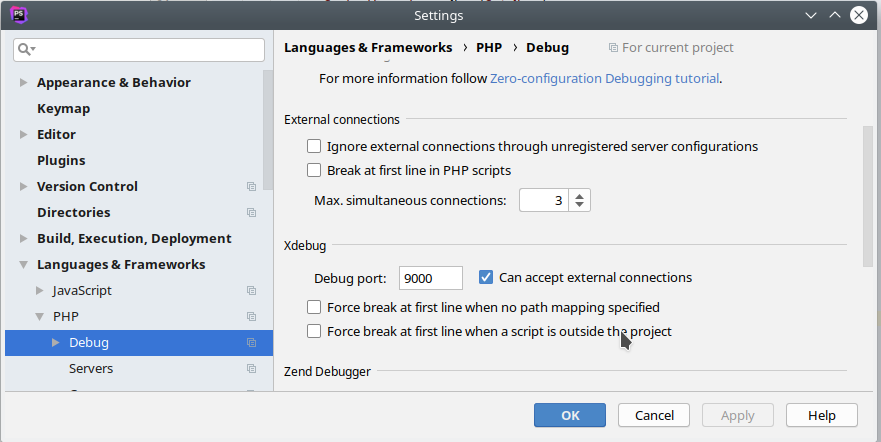 PS
Settings
Languages & Frameworks › PHP › Debug For current project
Appearance & Behavior
Keymap
Editor
Plugins
Version Control
Directories
Build, Execution, Deployment
Languages & Frameworks
JavaScript
PHP
Debug
Servers
For more information follow Zero-configuration Debugging tutorial.
External connections
Ignore external connections through unregistered server configurations
Break at first line in PHP scripts
Max. simultaneous connections: 3
Xdebug
Debug port: 9000 Can accept external connections
Force break at first line when no path mapping specified
Force break at first line when a script is outside the project
Zend Debugger
OK Cancel Apply Help